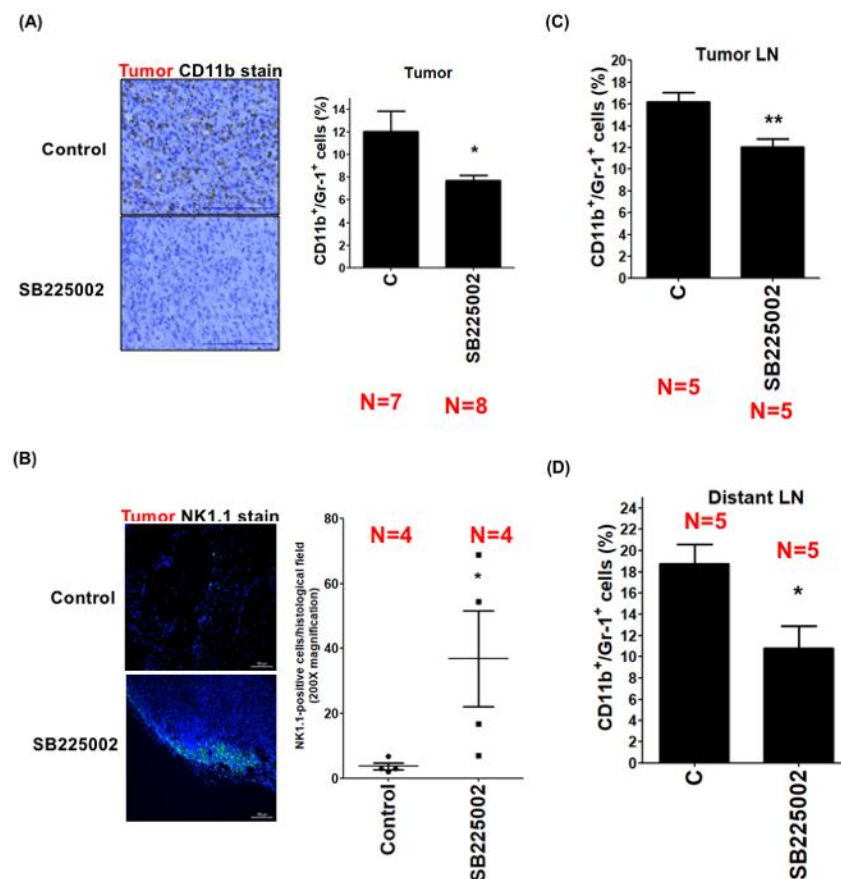 (A)
Tumor CD11b stain
Control
SB225002
Tumor
CD11b+/Gr-1+ cells (%)
14
12
10
8
6
4
2
0
*
C
SB225002
N=7
N=8
(C)
Tumor LN
CD11b+/Gr-1+ cells (%)
20
18
16
14
12
10
8
6
4
2
0
**
C
SB225002
N=5
N=5
(B)
Tumor NK1.1 stain
Control
SB225002
NK1.1-positive cells/histological field
(200X magnification)
80
60
40
20
0
N=4
N=4
*
Control
SB225002
(D)
Distant LN
CD11b+/Gr-1+ cells (%)
24
22
20
18
16
14
12
10
8
6
4
2
0
N=5
N=5
*
C
SB225002